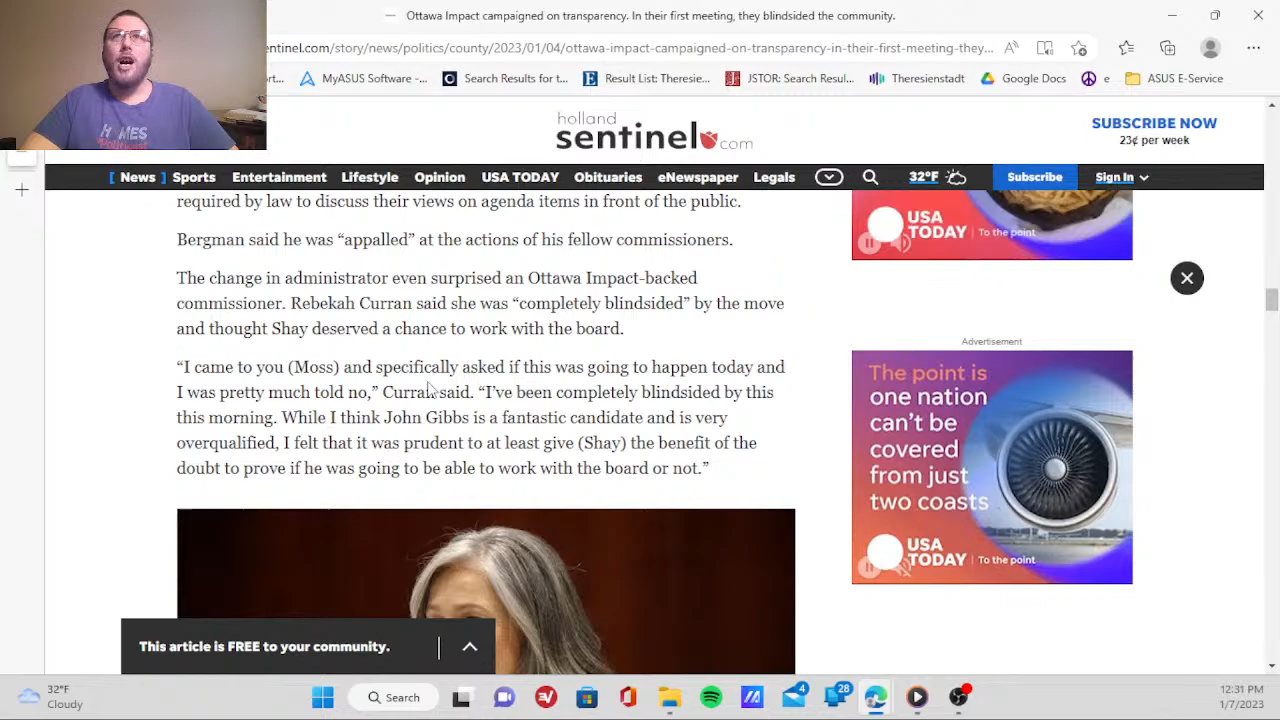 Ottawa Impact campaigned on transparency. In their first meeting, they blindsided the community.
entinel.com/story/news/politics/county/2023/01/04/ottawa-impact-campaigned-on-transparency-in-their-first-meeting-they...
ort... MyASUS Software -... Search Results for t... Result List: Theresie... JSTOR: Search Resul... Theresienstadt Google Docs e ASUS E-Service
holland
sentinel.com
SUBSCRIBE NOW
23¢ per week
[ News ] Sports Entertainment Lifestyle Opinion USA TODAY Obituaries eNewspaper Legals 32°F Subscribe Sign In
required by law to discuss their views on agenda items in front of the public.
Bergman said he was “appalled” at the actions of his fellow commissioners.
The change in administrator even surprised an Ottawa Impact-backed
commissioner. Rebekah Curran said she was “completely blindsided” by the move
and thought Shay deserved a chance to work with the board.
“I came to you (Moss) and specifically asked if this was going to happen today and
I was pretty much told no,” Curran said. “I’ve been completely blindsided by this
this morning. While I think John Gibbs is a fantastic candidate and is very
overqualified, I felt that it was prudent to at least give (Shay) the benefit of the
doubt to prove if he was going to be able to work with the board or not.”
USA
TODAY
To the point
Advertisement
The point is
one nation
can’t be
covered
from just
two coasts
USA
TODAY
To the point
This article is FREE to your community.
32°F
Cloudy
Search
4
28
12:31 PM
1/7/2023